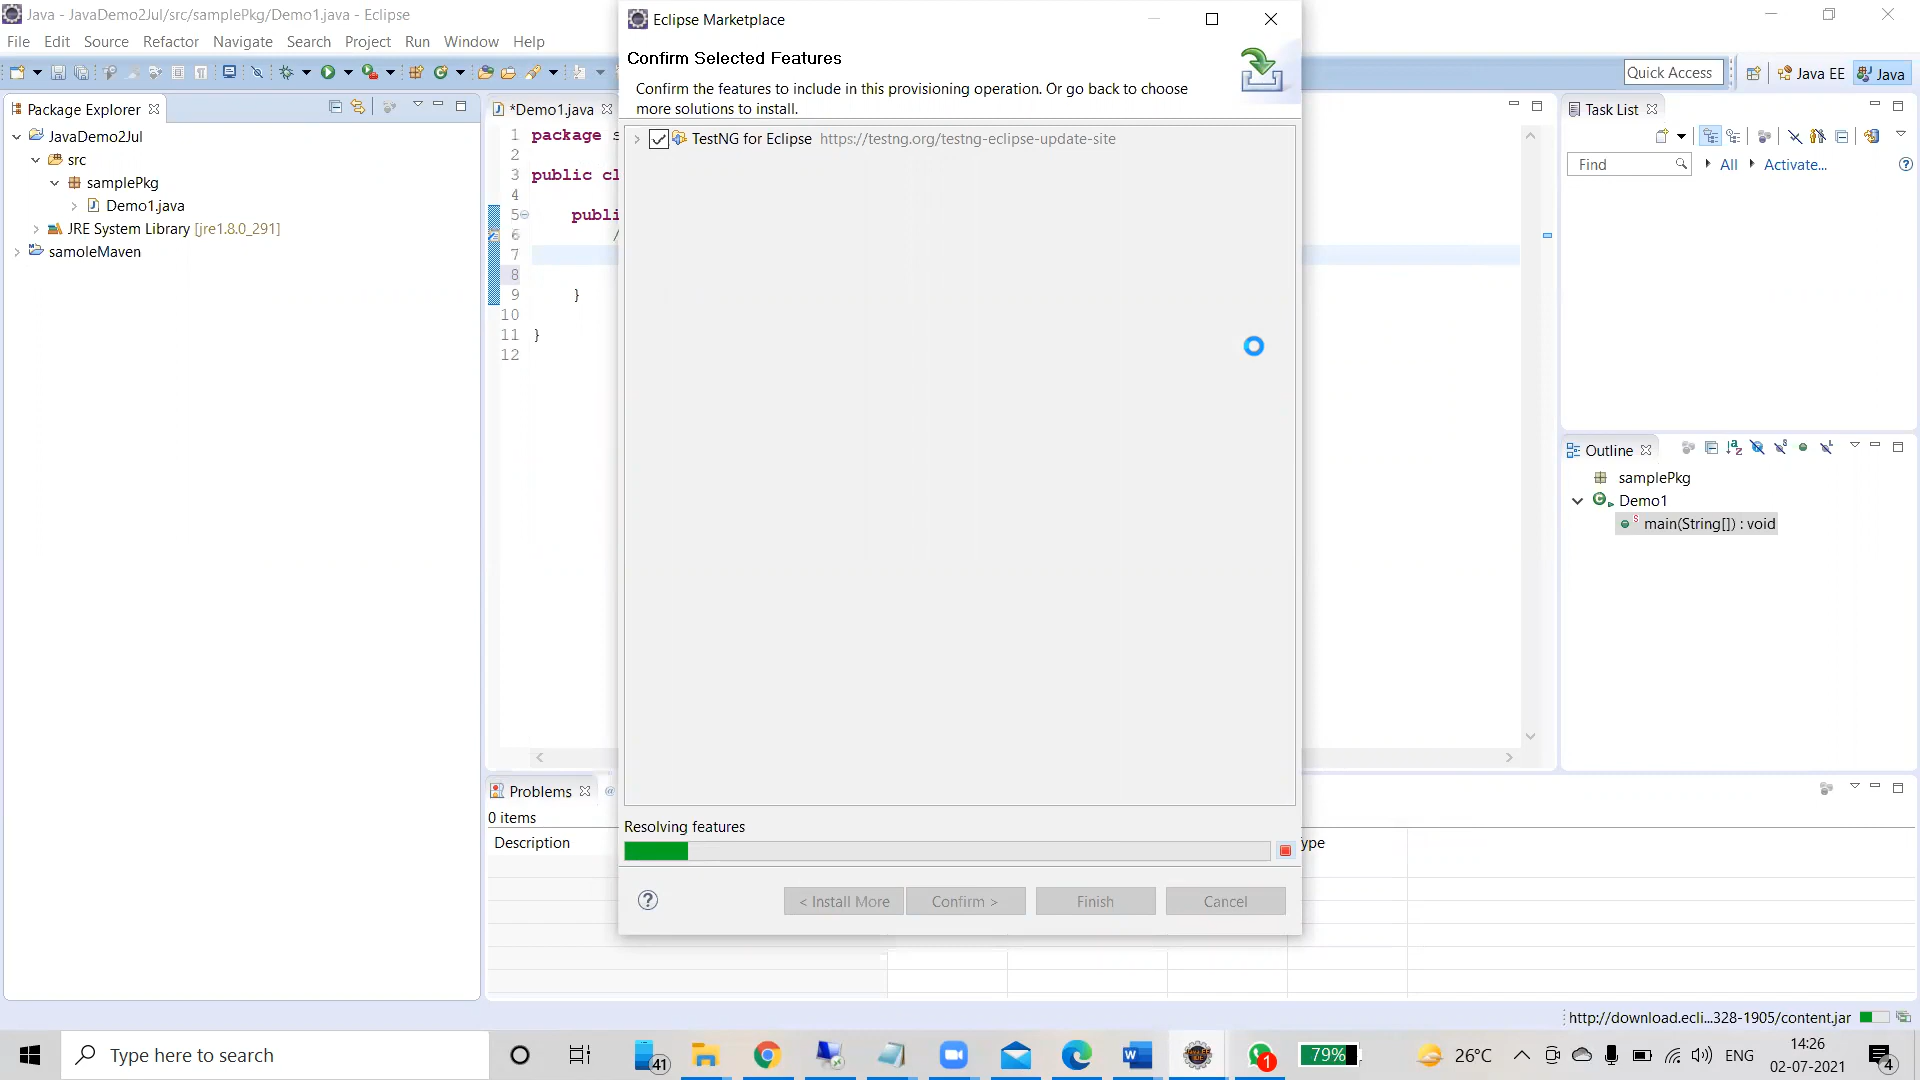 Java - JavaDemo2Jul/src/samplePkg/Demo1.java - Eclipse
File Edit Source Refactor Navigate Search Project Run Window Help
Quick Access
Java EE
Java
Package Explorer
JavaDemo2Jul
src
samplePkg
Demo1.java
JRE System Library [jre1.8.0_291]
samoleMaven
*Demo1.java
1 package s
2
3 public cl
4
5 publi
6 /
7
8
9 }
10
11 }
12
Eclipse Marketplace
Confirm Selected Features
Confirm the features to include in this provisioning operation. Or go back to choose
more solutions to install.
TestNG for Eclipse https://testng.org/testng-eclipse-update-site
Resolving features
< Install More
Confirm >
Finish
Cancel
Task List
Find
All
Activate...
Outline
samplePkg
Demo1
main(String[]) : void
Problems
@
0 items
Description
ype
http://download.ecli...328-1905/content.jar
Type here to search
41
1
79%
26°C
ENG
14:26
02-07-2021
4